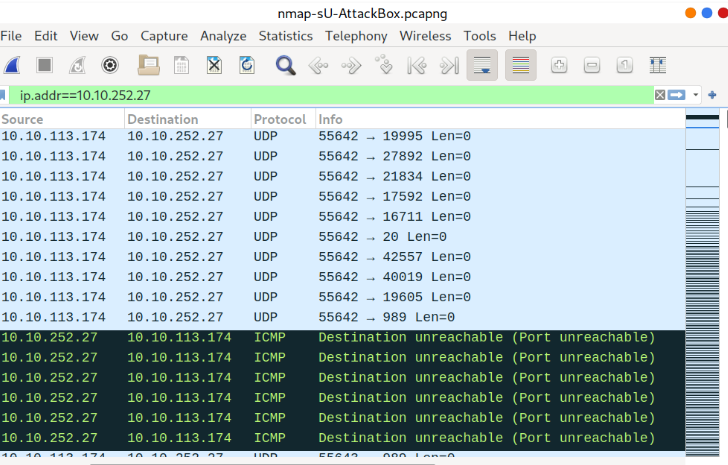 nmap-sU-AttackBox.pcapng
File Edit View Go Capture Analyze Statistics Telephony Wireless Tools Help
ip.addr==10.10.252.27
Source Destination Protocol Info
10.10.113.174 10.10.252.27 UDP 55642 → 19995 Len=0
10.10.113.174 10.10.252.27 UDP 55642 → 27892 Len=0
10.10.113.174 10.10.252.27 UDP 55642 → 21834 Len=0
10.10.113.174 10.10.252.27 UDP 55642 → 17592 Len=0
10.10.113.174 10.10.252.27 UDP 55642 → 16711 Len=0
10.10.113.174 10.10.252.27 UDP 55642 → 20 Len=0
10.10.113.174 10.10.252.27 UDP 55642 → 42557 Len=0
10.10.113.174 10.10.252.27 UDP 55642 → 40019 Len=0
10.10.113.174 10.10.252.27 UDP 55642 → 19605 Len=0
10.10.113.174 10.10.252.27 UDP 55642 → 989 Len=0
10.10.252.27 10.10.113.174 ICMP Destination unreachable (Port unreachable)
10.10.252.27 10.10.113.174 ICMP Destination unreachable (Port unreachable)
10.10.252.27 10.10.113.174 ICMP Destination unreachable (Port unreachable)
10.10.252.27 10.10.113.174 ICMP Destination unreachable (Port unreachable)
10.10.252.27 10.10.113.174 ICMP Destination unreachable (Port unreachable)
10.10.252.27 10.10.113.174 ICMP Destination unreachable (Port unreachable)